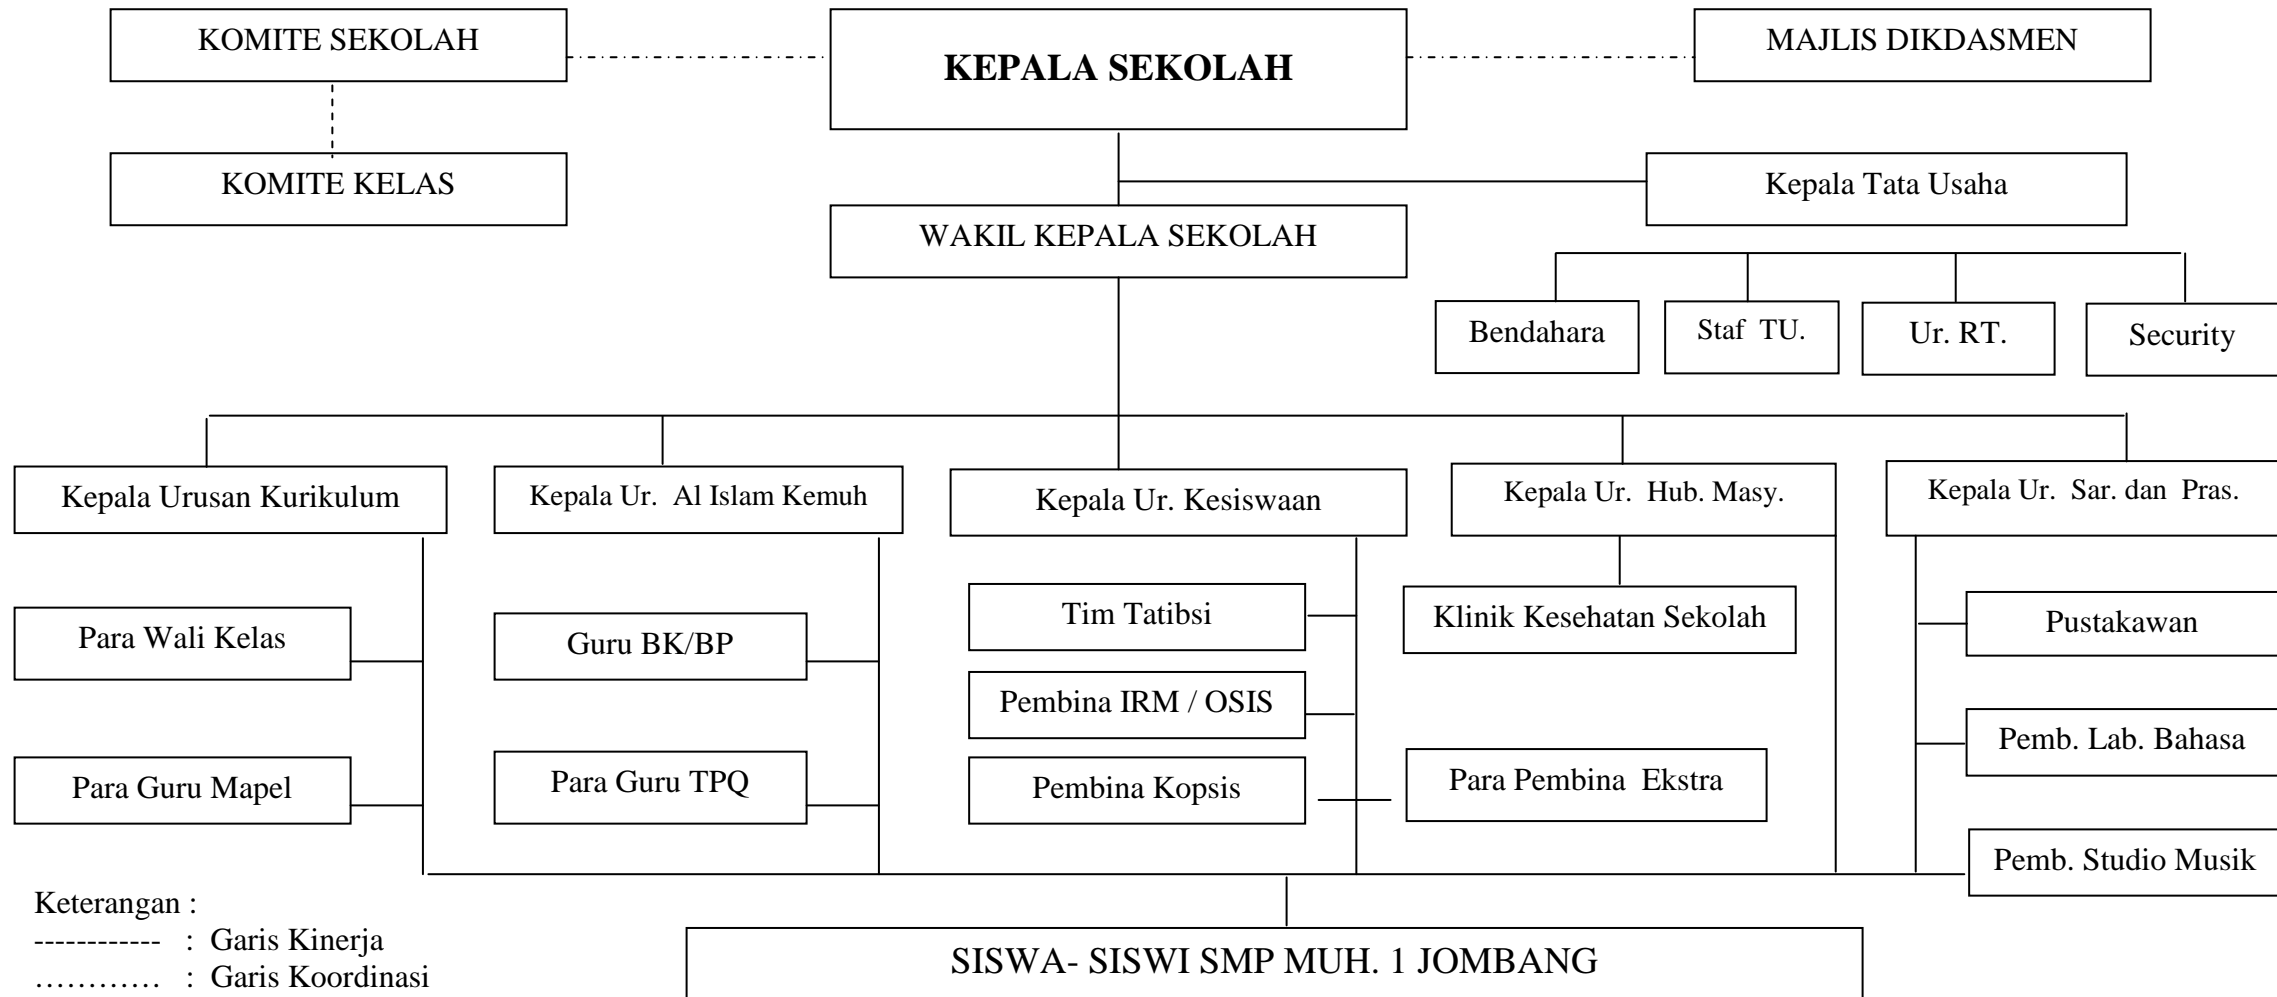 KOMITE SEKOLAH
KEPALA SEKOLAH
MAJLIS DIKDASMEN
KOMITE KELAS
Kepala Tata Usaha
WAKIL KEPALA SEKOLAH
Bendahara
Staf  TU.
Ur. RT.
Security
Kepala Urusan Kurikulum
Kepala Ur.  Al Islam Kemuh
Kepala Ur. Kesiswaan
Kepala Ur.  Hub. Masy.
Kepala Ur.  Sar. dan  Pras.
Para Wali Kelas
Guru BK/BP
Tim Tatibsi
Klinik Kesehatan Sekolah
Pustakawan
Pembina IRM / OSIS
Pemb. Lab. Bahasa
Para Guru Mapel
Para Guru TPQ
Pembina Kopsis
Para Pembina  Ekstra
Pemb. Studio Musik
Keterangan :
------------ : Garis Kinerja
………… : Garis Koordinasi
SISWA- SISWI SMP MUH. 1 JOMBANG